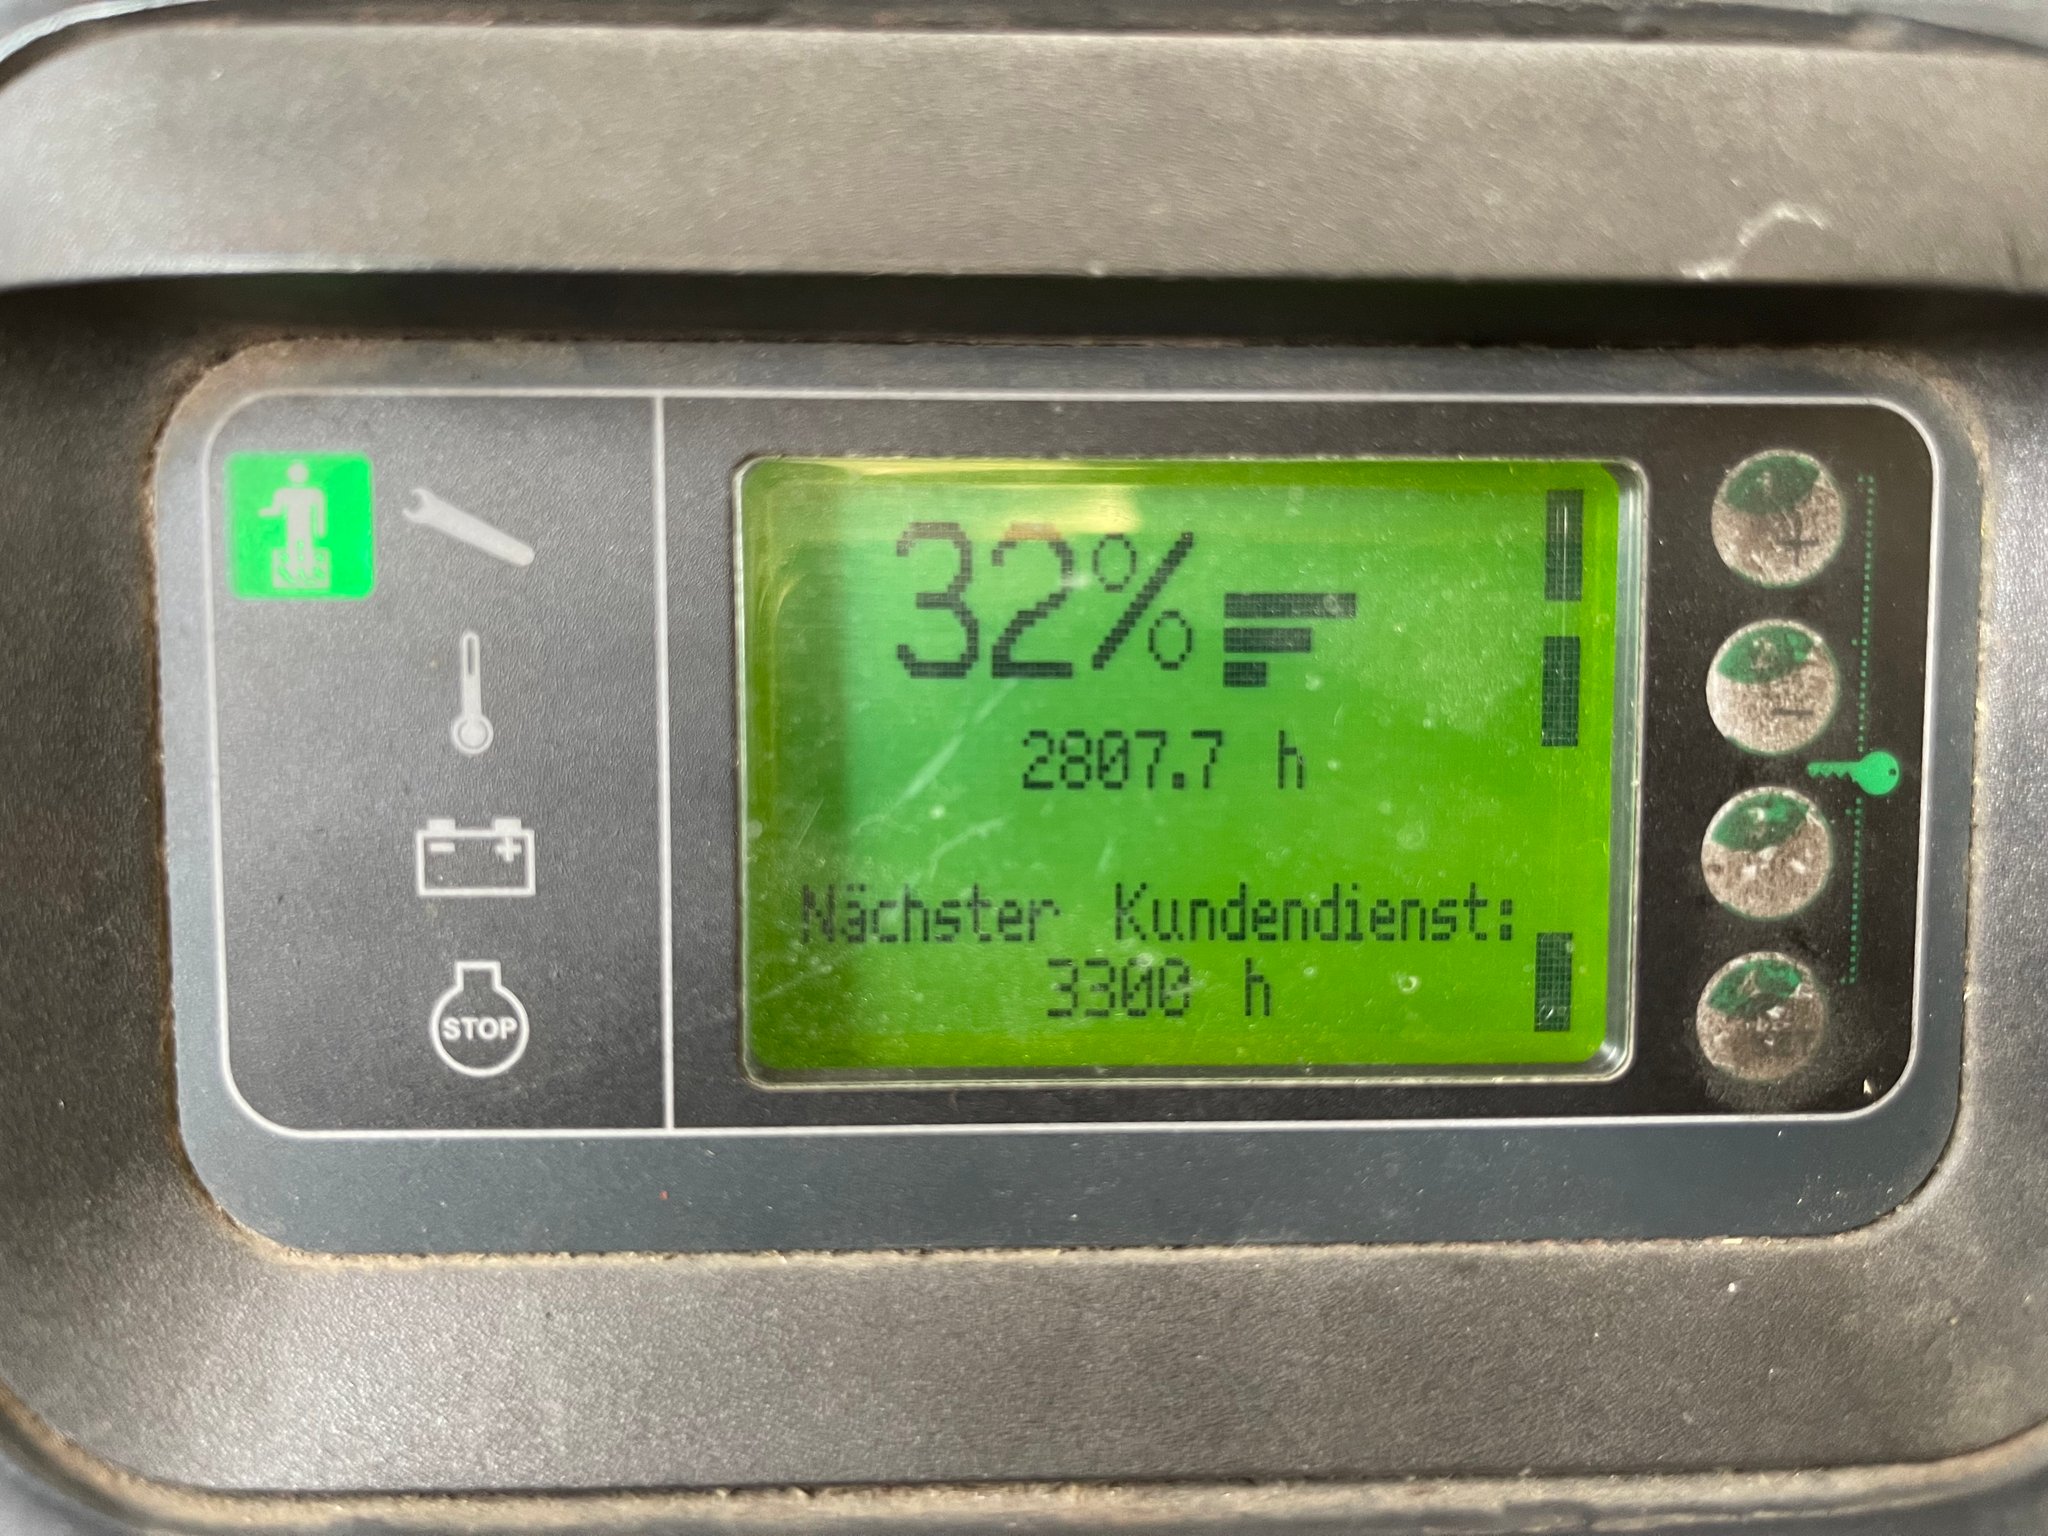 32%
2807.7 h
Nächster Kundendienst:
3300 h
STOP